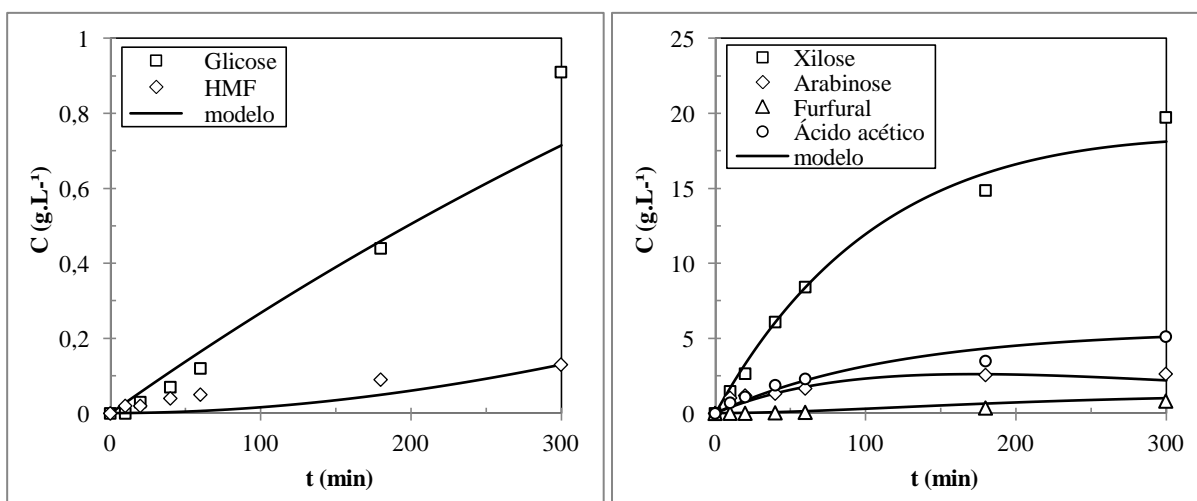 1
0,8
0,6
0,4
0,2
0
C (g.L-¹)
Glicose
HMF
modelo
0
100
200
300
t (min)
25
20
15
10
5
0
C (g.L-¹)
Xilose
Arabinose
Furfural
Ácido acético
modelo
0
100
200
300
t (min)